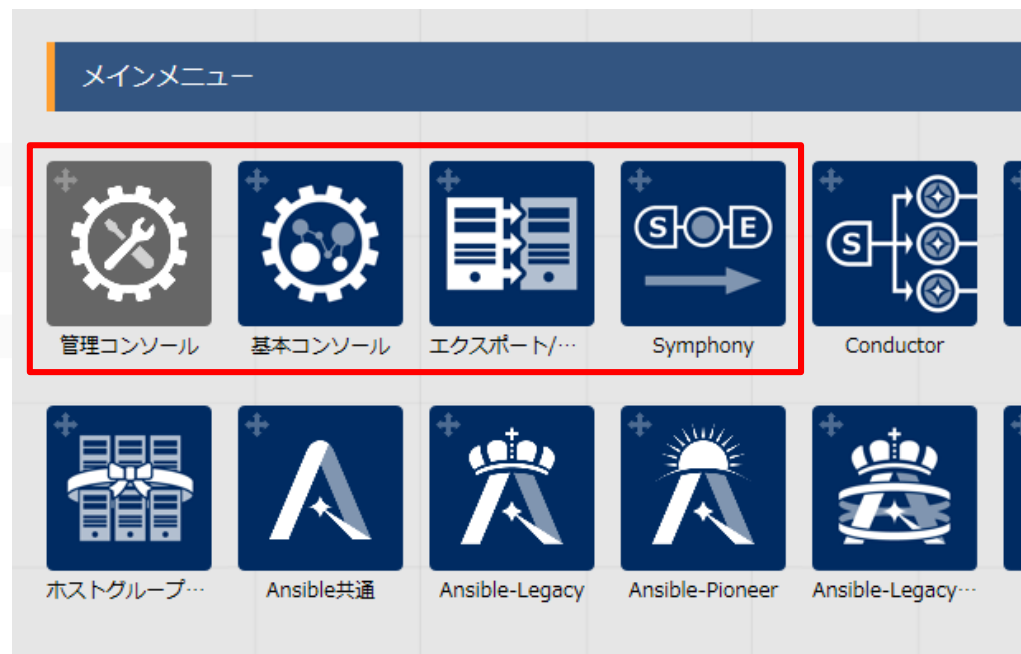 メインメニュー
S E
S
管理コンソール
基本コンソール
エクスポート/…
Symphony
Conductor
ホストグループ…
Ansible共通
Ansible-Legacy
Ansible-Pioneer
Ansible-Legacy…